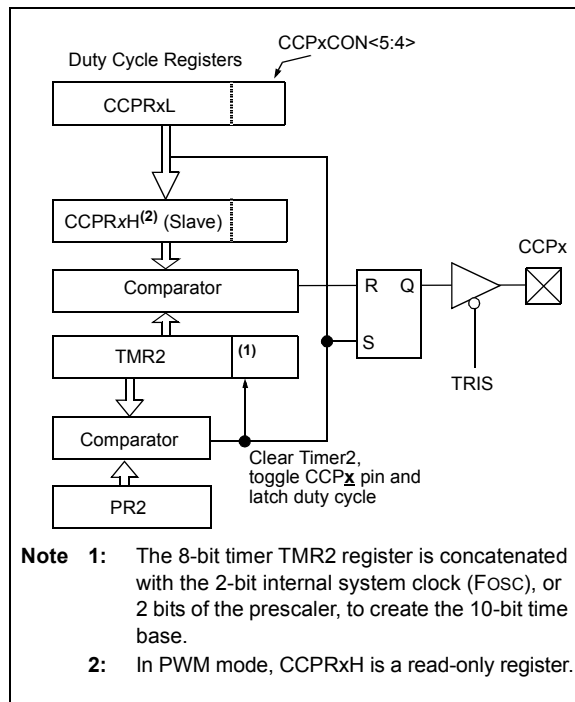 CCPxCON<5:4>
Duty Cycle Registers
CCPRxL
CCPRxH(2) (Slave)
CCPx
Comparator
R Q
S
TMR2
(1)
TRIS
Comparator
Clear Timer2,
toggle CCPx pin and
latch duty cycle
PR2
Note 1: The 8-bit timer TMR2 register is concatenated
with the 2-bit internal system clock (FOSC), or
2 bits of the prescaler, to create the 10-bit time
base.
2: In PWM mode, CCPRxH is a read-only register.